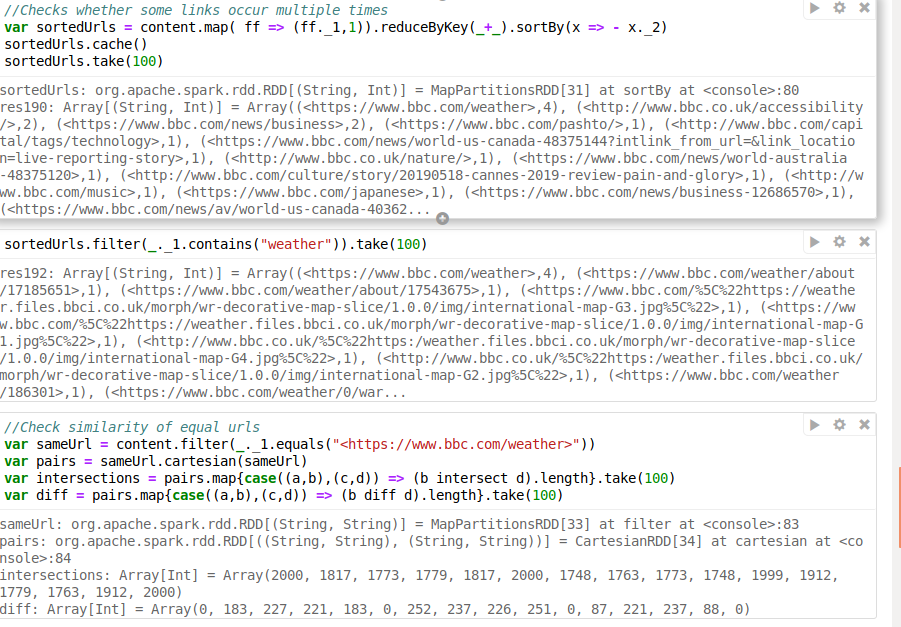 //Checks whether some links occur multiple times
var sortedUrls = content.map( ff => (ff._1,1)).reduceByKey(_+_).sortBy(x => - x._2)
sortedUrls.cache()
sortedUrls.take(100)
sortedUrls: org.apache.spark.rdd.RDD[(String, Int)] = MapPartitionsRDD[31] at sortBy at <console>:80
res190: Array[(String, Int)] = Array((<https://www.bbc.com/weather>,4), (<http://www.bbc.co.uk/accessibility
/>,2), (<https://www.bbc.com/news/business>,2), (<https://www.bbc.com/pashto/>,1), (<http://www.bbc.com/capi
tal/tags/technology>,1), (<https://www.bbc.com/news/world-us-canada-48375144?intlink_from_url=&link_locatio
n=live-reporting-story>,1), (<http://www.bbc.co.uk/nature/>,1), (<https://www.bbc.com/news/world-australia
-48375120>,1), (<http://www.bbc.com/culture/story/20190518-cannes-2019-review-pain-and-glory>,1), (<http://w
ww.bbc.com/music>,1), (<https://www.bbc.com/japanese>,1), (<https://www.bbc.com/news/business-12686570>,1),
(<https://www.bbc.com/news/av/world-us-canada-40362...
sortedUrls.filter(_._1.contains("weather")).take(100)
res192: Array[(String, Int)] = Array((<https://www.bbc.com/weather>,4), (<https://www.bbc.com/weather/about
/17185651>,1), (<https://www.bbc.com/weather/about/17543675>,1), (<https://www.bbc.com/%5C%22https://weathe
r.files.bbci.co.uk/morph/wr-decorative-map-slice/1.0.0/img/international-map-G3.jpg%5C%22>,1), (<https://ww
w.bbc.com/%5C%22https://weather.files.bbci.co.uk/morph/wr-decorative-map-slice/1.0.0/img/international-map-G
1.jpg%5C%22>,1), (<http://www.bbc.co.uk/%5C%22https:/weather.files.bbci.co.uk/morph/wr-decorative-map-slice
/1.0.0/img/international-map-G4.jpg%5C%22>,1), (<http://www.bbc.co.uk/%5C%22https:/weather.files.bbci.co.uk/
morph/wr-decorative-map-slice/1.0.0/img/international-map-G2.jpg%5C%22>,1), (<https://www.bbc.com/weather
/186301>,1), (<https://www.bbc.com/weather/0/war...
//Check similarity of equal urls
var sameUrl = content.filter(_._1.equals("<https://www.bbc.com/weather>"))
var pairs = sameUrl.cartesian(sameUrl)
var intersections = pairs.map{case((a,b),(c,d)) => (b intersect d).length}.take(100)
var diff = pairs.map{case((a,b),(c,d)) => (b diff d).length}.take(100)
sameUrl: org.apache.spark.rdd.RDD[(String, String)] = MapPartitionsRDD[33] at filter at <console>:83
pairs: org.apache.spark.rdd.RDD[((String, String), (String, String))] = CartesianRDD[34] at cartesian at <co
nsole>:84
intersections: Array[Int] = Array(2000, 1817, 1773, 1779, 1817, 2000, 1748, 1763, 1773, 1748, 1999, 1912,
1779, 1763, 1912, 2000)
diff: Array[Int] = Array(0, 183, 227, 221, 183, 0, 252, 237, 226, 251, 0, 87, 221, 237, 88, 0)